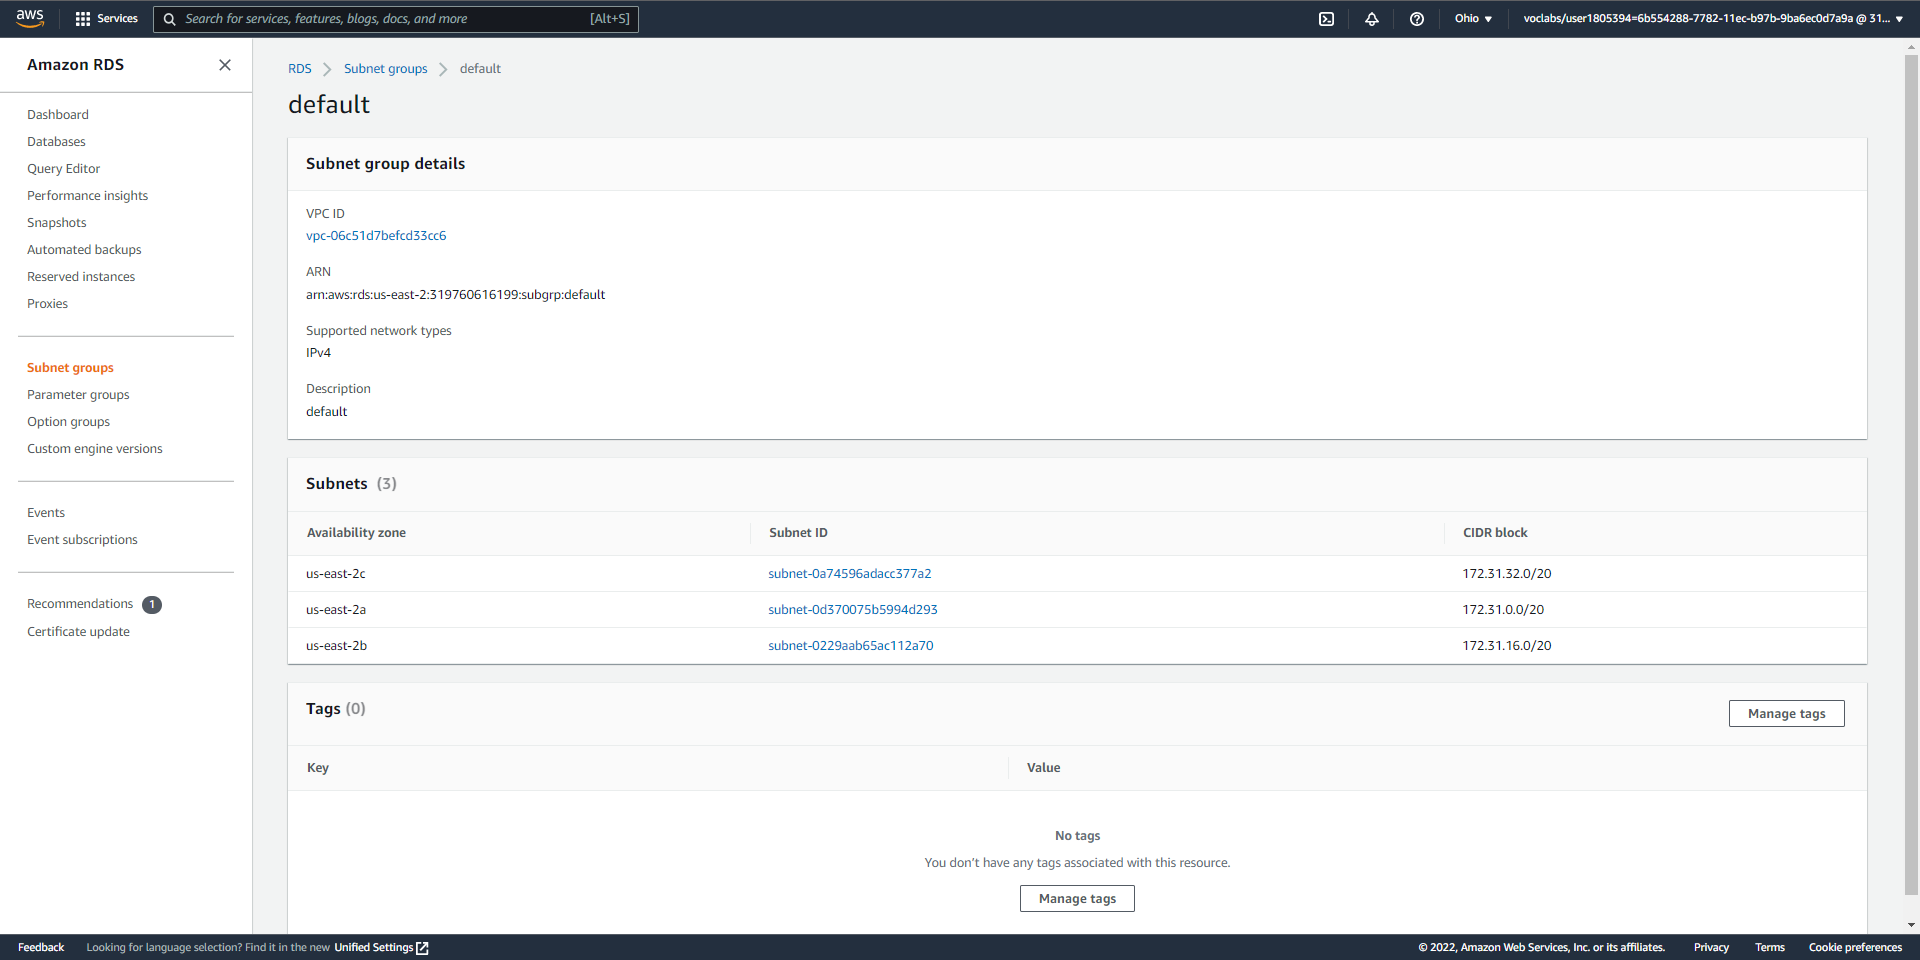 aws
Services
Search for services, features, blogs, docs, and more
[Alt+S]
Ohio
voclabs/user1805394=6b554288-7782-11ec-b97b-9ba6ec0d7a9a @ 31...
Amazon RDS
Dashboard
Databases
Query Editor
Performance insights
Snapshots
Automated backups
Reserved instances
Proxies
Subnet groups
Parameter groups
Option groups
Custom engine versions
Events
Event subscriptions
Recommendations 1
Certificate update
RDS > Subnet groups > default
default
Subnet group details
VPC ID
vpc-06c51d7befcd33cc6
ARN
arn:aws:rds:us-east-2:319760616199:subgrp:default
Supported network types
IPv4
Description
default
Subnets (3)
Availability zone Subnet ID CIDR block
us-east-2c subnet-0a74596adacc377a2 172.31.32.0/20
us-east-2a subnet-0d370075b5994d293 172.31.0.0/20
us-east-2b subnet-0229aab65ac112a70 172.31.16.0/20
Tags (0)
Manage tags
Key Value
No tags
You don't have any tags associated with this resource.
Manage tags
Feedback
Looking for language selection? Find it in the new Unified Settings
© 2022, Amazon Web Services, Inc. or its affiliates.
Privacy
Terms
Cookie preferences